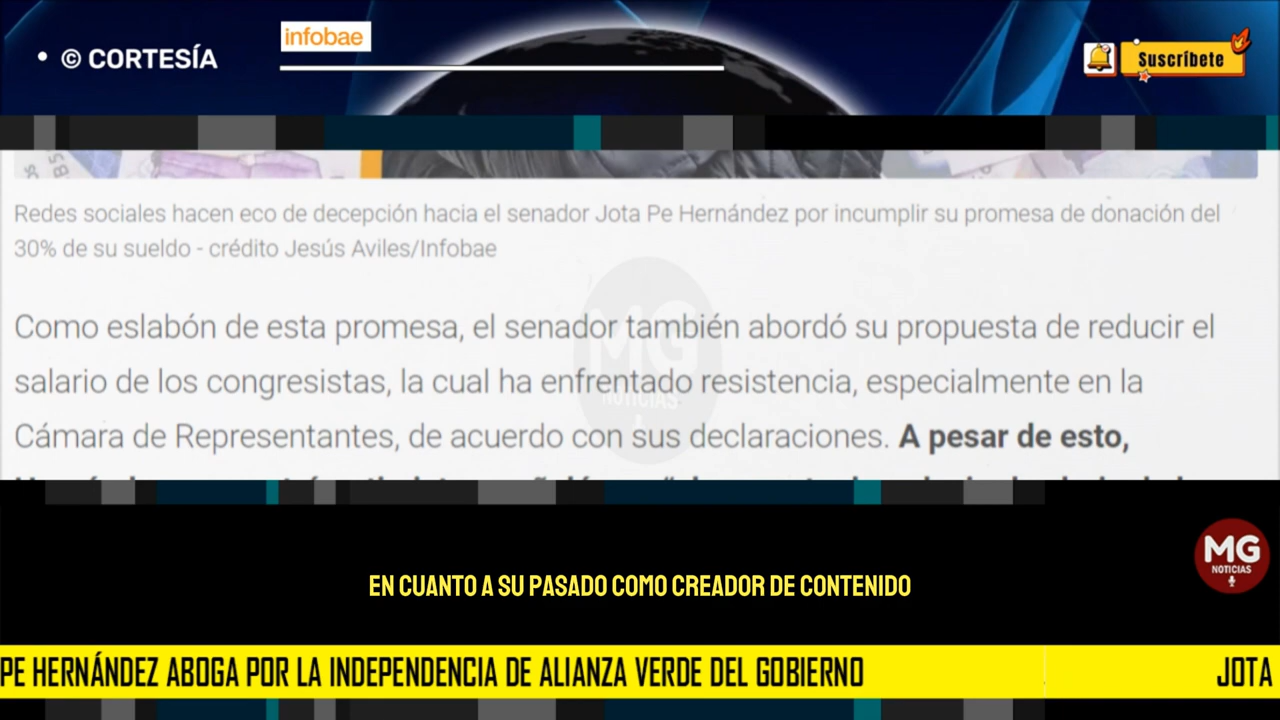 • © CORTESÍA
infobae
Suscríbete
Redes sociales hacen eco de decepción hacia el senador Jota Pe Hernández por incumplir su promesa de donación del
30% de su sueldo - crédito Jesús Aviles/Infobae
Como eslabón de esta promesa, el senador también abordó su propuesta de reducir el
salario de los congresistas, la cual ha enfrentado resistencia, especialmente en la
Cámara de Representantes, de acuerdo con sus declaraciones. A pesar de esto,
MG
NOTICIAS
EN CUANTO A SU PASADO COMO CREADOR DE CONTENIDO
MG
NOTICIAS
PE HERNÁNDEZ ABOGA POR LA INDEPENDENCIA DE ALIANZA VERDE DEL GOBIERNO
JOTA